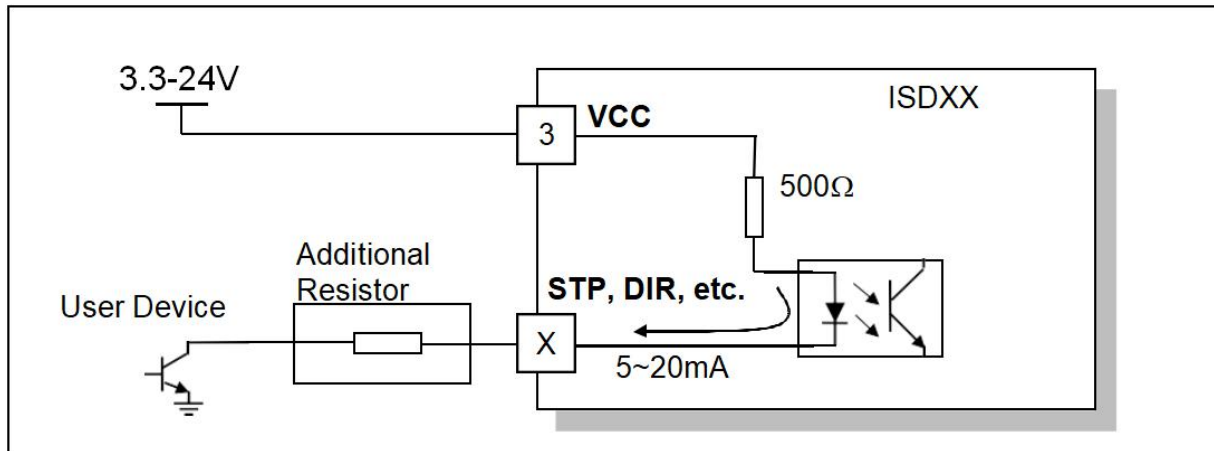 3.3-24V
ISDXX
3
VCC
500Ω
Additional
Resistor
STP, DIR, etc.
User Device
X
5~20mA